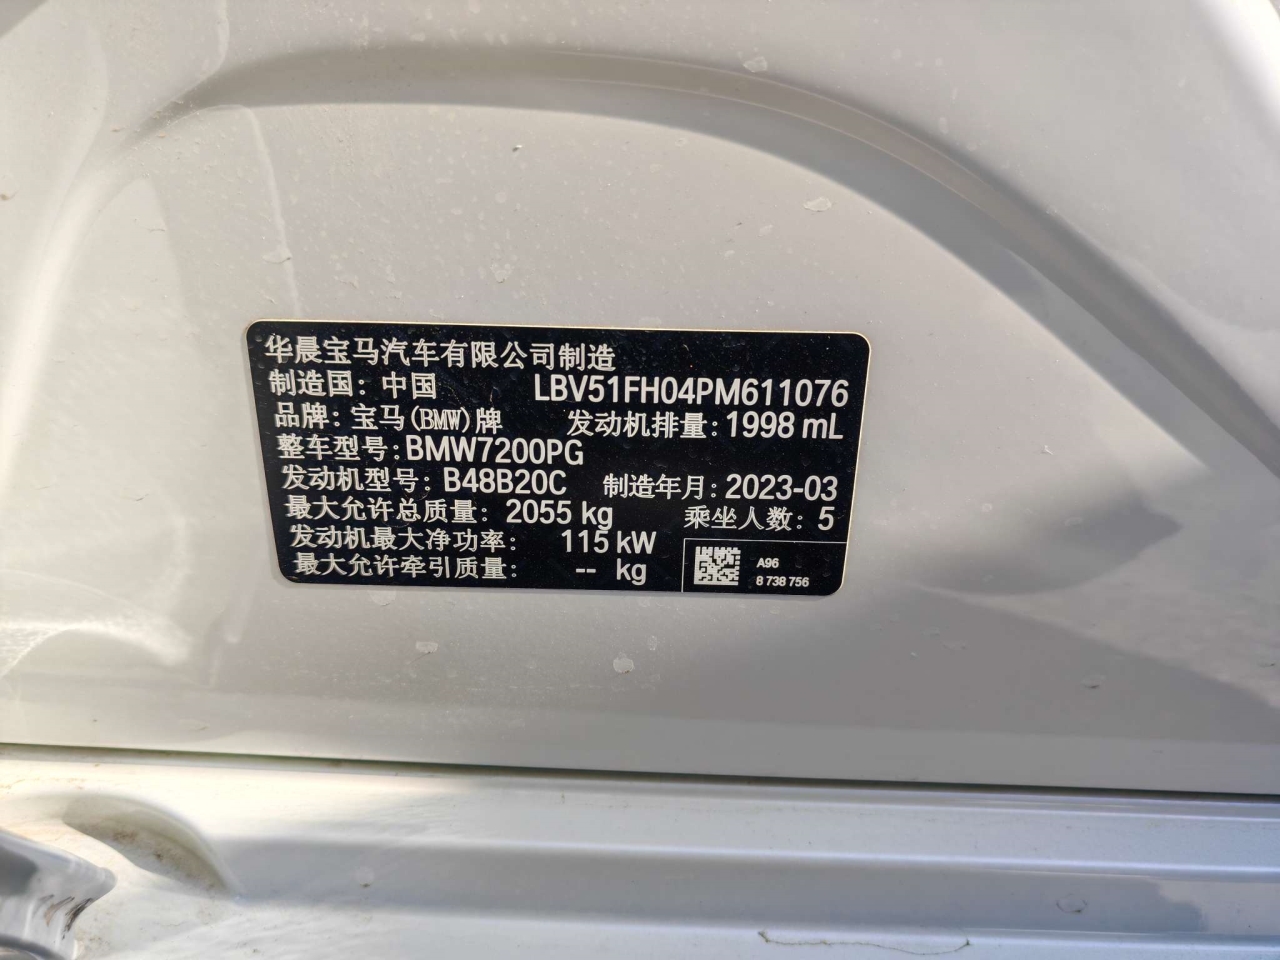 华晨宝马汽车有限公司制造
制造国：中国 LBV51FH04PM611076
品牌：宝马(BMW)牌 发动机排量：1998 mL
整车型号：BMW7200PG
发动机型号：B48B20C 制造年月：2023-03
最大允许总质量：2055 kg 乘坐人数：5
发动机最大净功率：115 kW
最大允许牵引质量：-- kg
A96
8 738 756